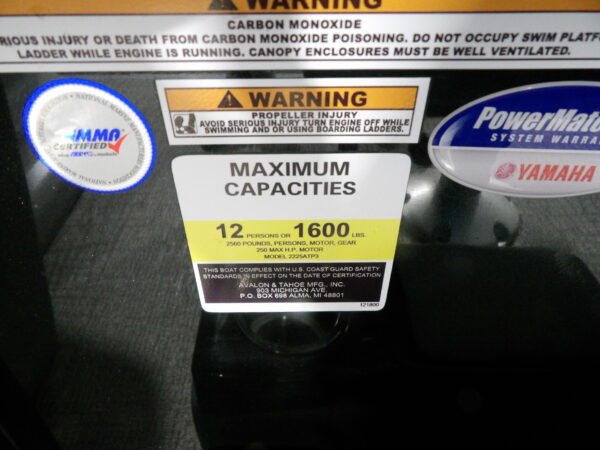 WARNING
CARBON MONOXIDE
RIOUS INJURY OR DEATH FROM CARBON MONOXIDE POISONING. DO NOT OCCUPY SWIM PLATF
LADDER WHILE ENGINE IS RUNNING. CANOPY ENCLOSURES MUST BE WELL VENTILATED.
NATIONAL MARINE
NMMA
CERTIFIED
WARNING
PROPELLER INJURY
AVOID SERIOUS INJURY TURN ENGINE OFF WHILE
SWIMMING AND OR USING BOARDING LADDERS.
PowerMatc
SYSTEM WARRA
YAMAHA
MAXIMUM
CAPACITIES
12 PERSONS OR 1600 LBS.
2560 POUNDS, PERSONS, MOTOR, GEAR
250 MAX H.P. MOTOR
MODEL 2225ATP3
THIS BOAT COMPLIES WITH U.S. COAST GUARD SAFETY
STANDARDS IN EFFECT ON THE DATE OF CERTIFICATION
AVALON & TAHOE MFG., INC.
903 MICHIGAN AVE
P.O. BOX 698 ALMA, MI 48801
121800